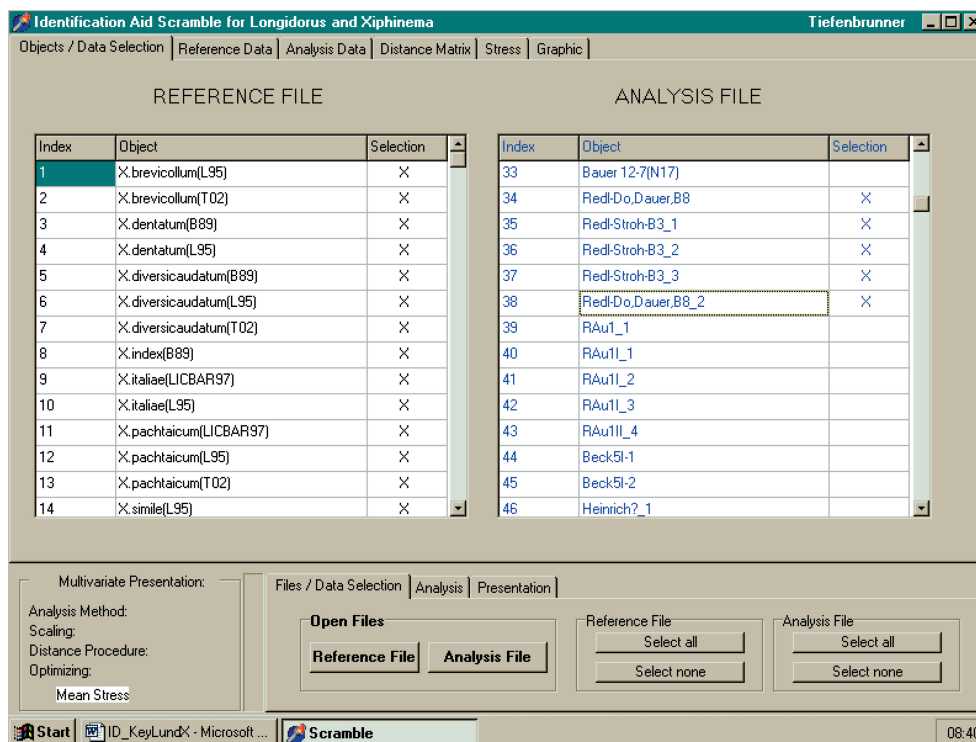 Identification Aid Scramble for Longidorus and Xiphinema Tiefenbrunner
Objects / Data Selection Reference Data Analysis Data Distance Matrix Stress Graphic
REFERENCE FILE
Index Object Selection
1 X.brevicollum(L95) X
2 X.brevicollum(T02) X
3 X.dentatum(B89) X
4 X.dentatum(L95) X
5 X.diversicaudatum(B89) X
6 X.diversicaudatum(L95) X
7 X.diversicaudatum(T02) X
8 X.index(B89) X
9 X.italiae(LICBAR97) X
10 X.italiae(L95) X
11 X.pachtaicum(LICBAR97) X
12 X.pachtaicum(L95) X
13 X.pachtaicum(T02) X
14 X.simile(L95) X
ANALYSIS FILE
Index Object Selection
33 Bauer 12-7(N17)
34 Redl-Do,Dauer,B8 X
35 Redl-Stroh-B3_1 X
36 Redl-Stroh-B3_2 X
37 Redl-Stroh-B3_3 X
38 Redl-Do,Dauer,B8_2 X
39 RAu1_1
40 RAu1I_1
41 RAu1I_2
42 RAu1I_3
43 RAu1II_4
44 Beck5I-1
45 Beck5I-2
46 Heinrich?_1
Multivariate Presentation:
Analysis Method:
Scaling:
Distance Procedure:
Optimizing:
Mean Stress
Files / Data Selection Analysis Presentation
Open Files
Reference File Analysis File
Reference File
Select all
Select none
Analysis File
Select all
Select none
Start ID_KeyLundX - Microsoft ... Scramble 08:40